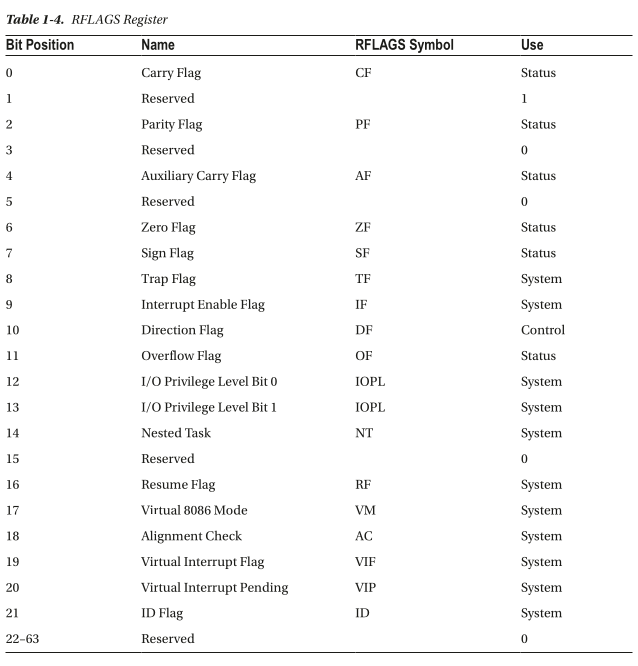 Table 1-4. RFLAGS Register
Bit Position Name RFLAGS Symbol Use
0 Carry Flag CF Status
1 Reserved 1
2 Parity Flag PF Status
3 Reserved 0
4 Auxiliary Carry Flag AF Status
5 Reserved 0
6 Zero Flag ZF Status
7 Sign Flag SF Status
8 Trap Flag TF System
9 Interrupt Enable Flag IF System
10 Direction Flag DF Control
11 Overflow Flag OF Status
12 I/O Privilege Level Bit 0 IOPL System
13 I/O Privilege Level Bit 1 IOPL System
14 Nested Task NT System
15 Reserved 0
16 Resume Flag RF System
17 Virtual 8086 Mode VM System
18 Alignment Check AC System
19 Virtual Interrupt Flag VIF System
20 Virtual Interrupt Pending VIP System
21 ID Flag ID System
22–63 Reserved 0